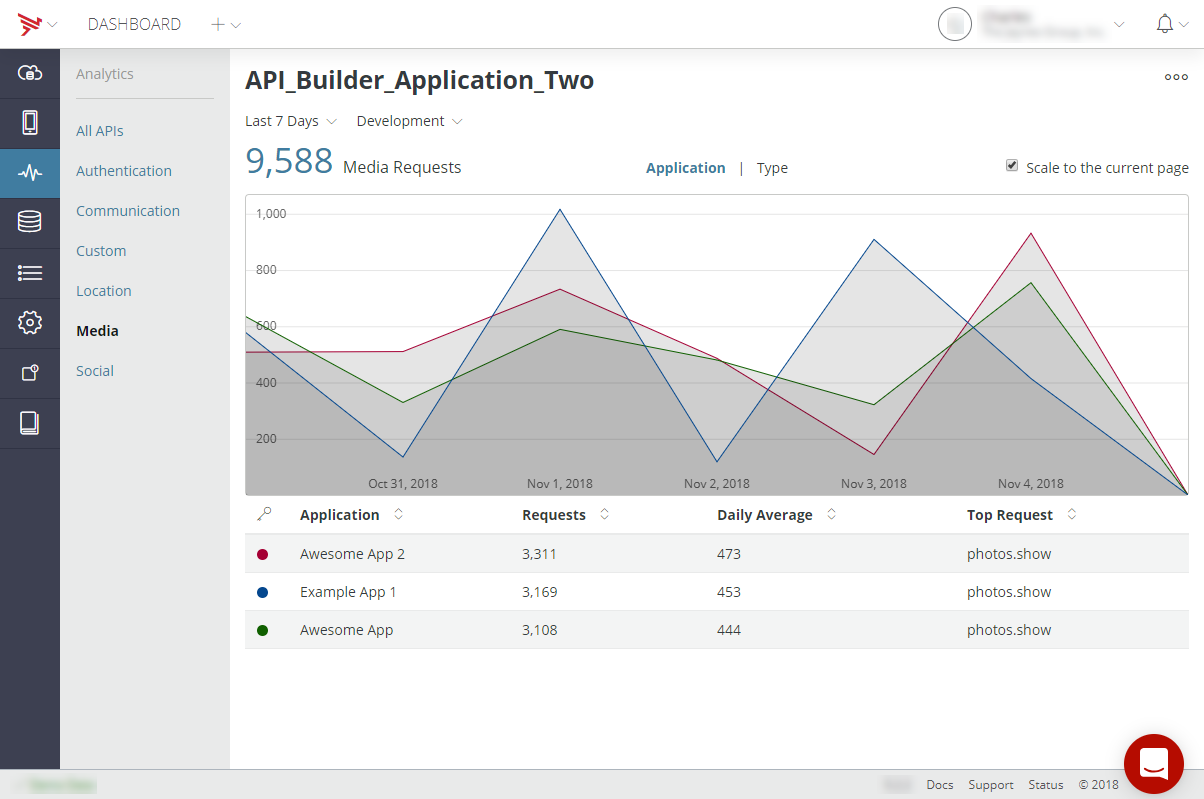 DASHBOARD
Analytics
All APIs
Authentication
Communication
Custom
Location
Media
Social
API_Builder_Application_Two
Last 7 Days Development
9,588 Media Requests
Application | Type
Scale to the current page
1,000
800
600
400
200
Oct 31, 2018 Nov 1, 2018 Nov 2, 2018 Nov 3, 2018 Nov 4, 2018
Application Requests Daily Average Top Request
Awesome App 2 3,311 473 photos.show
Example App 1 3,169 453 photos.show
Awesome App 3,108 444 photos.show
Docs Support Status © 2018